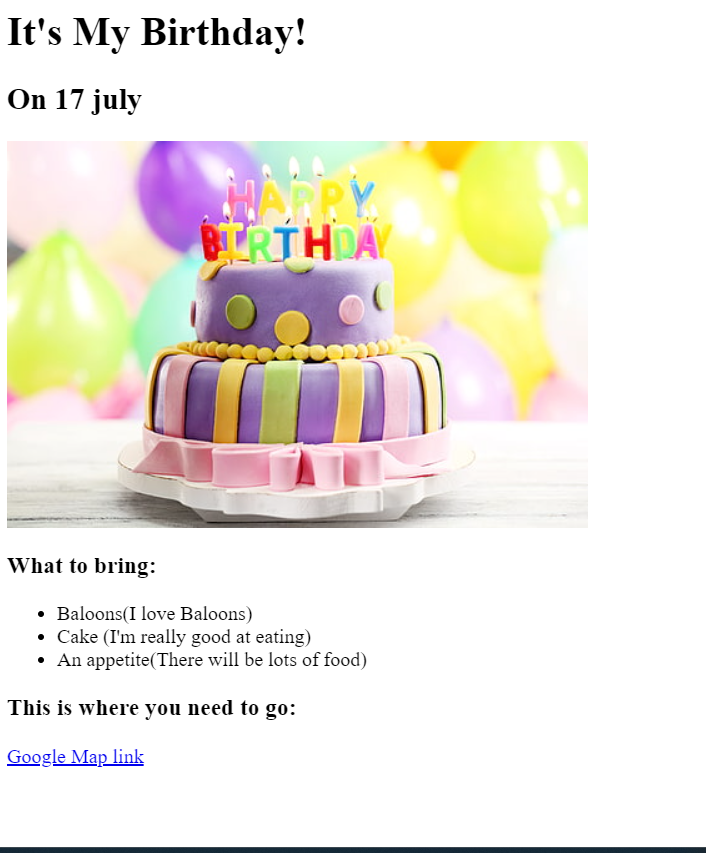 It's My Birthday!
On 17 july
HAPPY
BIRTHDAY
What to bring:
Baloons(I love Baloons)
Cake (I'm really good at eating)
An appetite(There will be lots of food)
This is where you need to go:
Google Map link